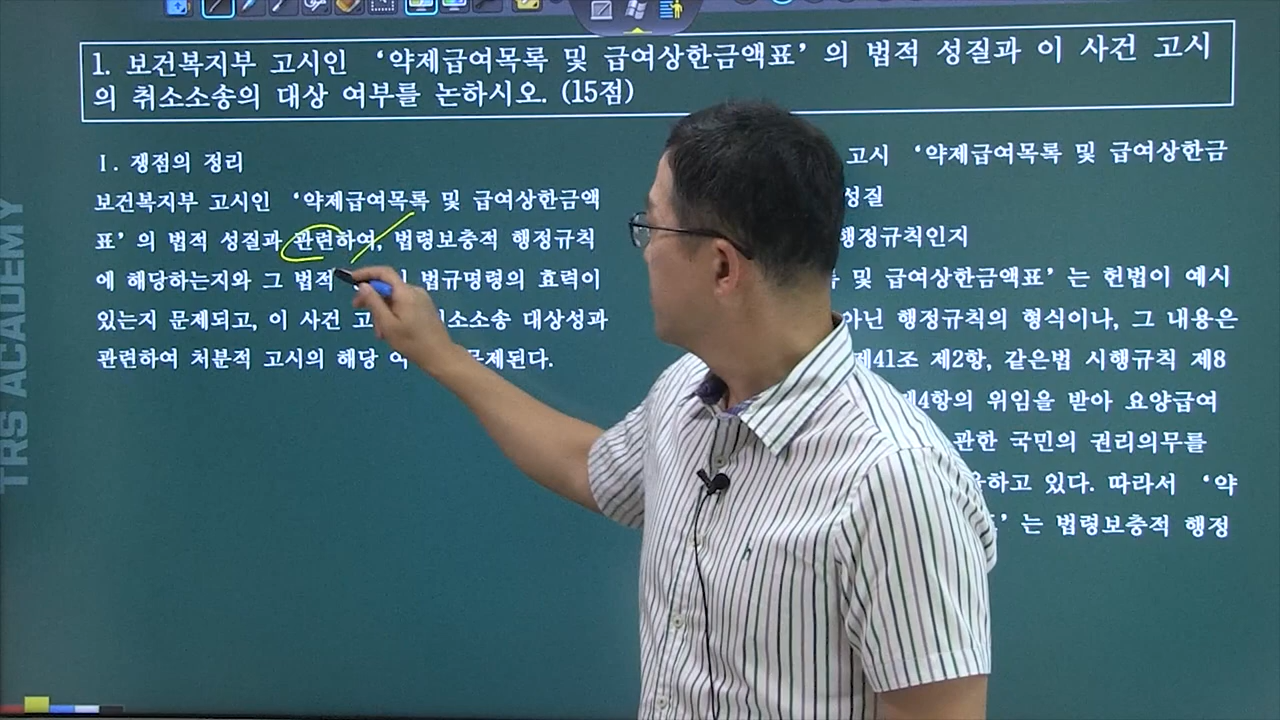 1. 보건복지부 고시인 ‘약제급여목록 및 급여상한금액표’의 법적 성질과 이 사건 고시
의 취소소송의 대상 여부를 논하시오. (15점)
Ⅰ. 쟁점의 정리
보건복지부 고시인 ‘약제급여목록 및 급여상한금액
표’의 법적 성질과 관련하여, 법령보충적 행정규칙
에 해당하는지와 그 법적 법규명령의 효력이
있는지 문제되고, 이 사건 대상성과
관련하여 처분적 고시의 해당 문제된다.
고시 ‘약제급여목록 및 급여상한금
성질
행정규칙인지
및 급여상한금액표’는 헌법이 예시
아닌 행정규칙의 형식이나, 그 내용은
제41조 제2항, 같은법 시행규칙 제8
제4항의 위임을 받아 요양급여
관한 국민의 권리의무를
하고 있다. 따라서 ‘약
’는 법령보충적 행정
TRS ACADEMY